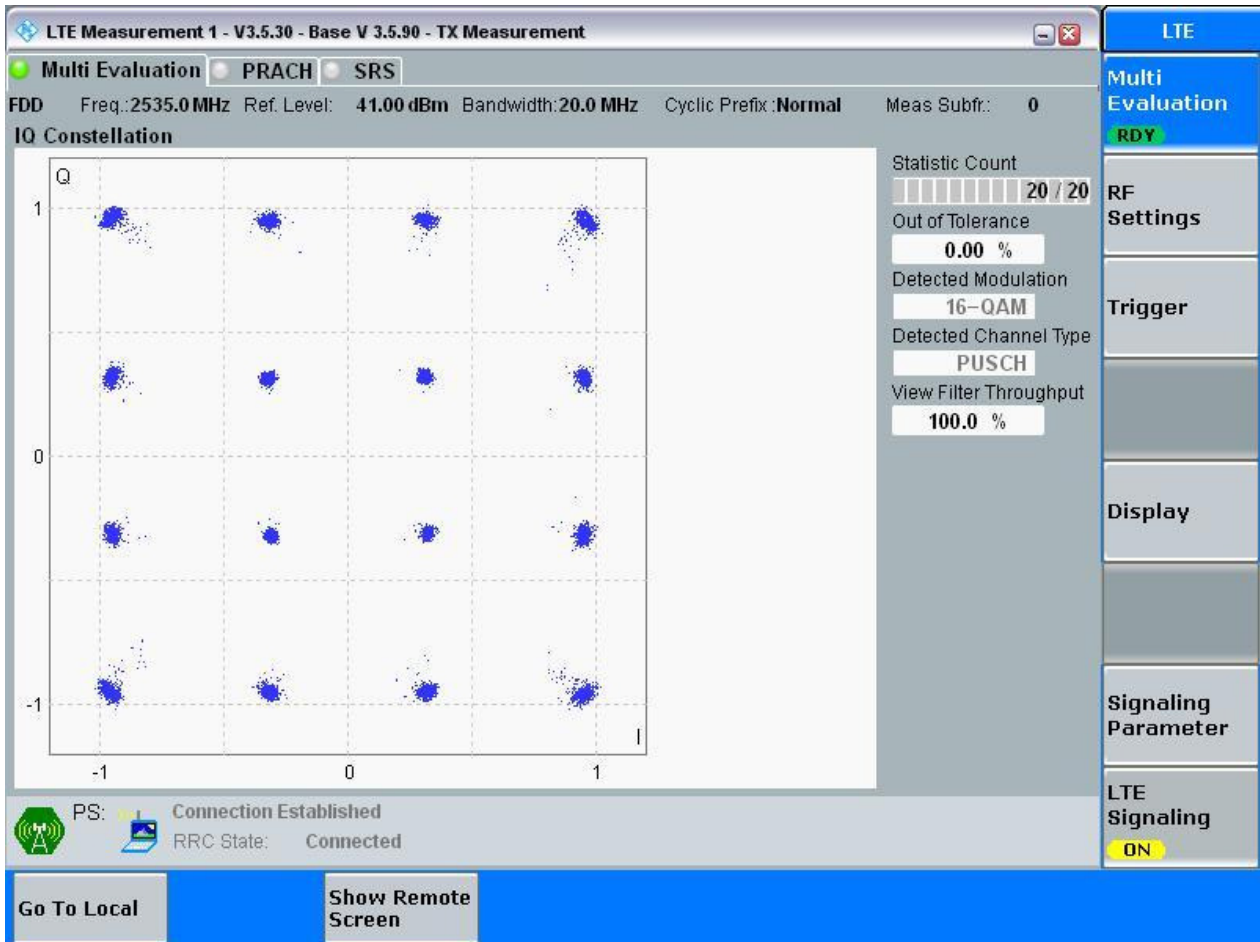 LTE Measurement 1 - V3.5.30 - Base V 3.5.90 - TX Measurement
LTE
Multi Evaluation PRACH SRS
FDD Freq.:2535.0 MHz Ref. Level: 41.00 dBm Bandwidth:20.0 MHz Cyclic Prefix :Normal Meas Subfr.: 0
IQ Constellation
Q
1
0
-1
I
-1 0 1
Statistic Count
20 / 20
Out of Tolerance
0.00 %
Detected Modulation
16-QAM
Detected Channel Type
PUSCH
View Filter Throughput
100.0 %
Multi
Evaluation
RDY
RF
Settings
Trigger
Display
Signaling
Parameter
LTE
Signaling
ON
PS: Connection Established
RRC State: Connected
Go To Local
Show Remote
Screen